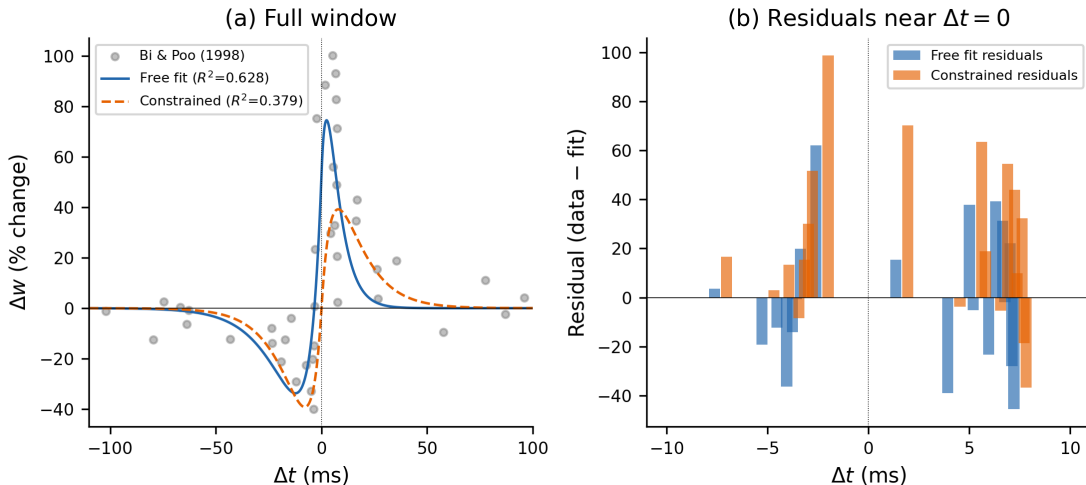 (a) Full window
Bi & Poo (1998)
Free fit (R²=0.628)
Constrained (R²=0.379)
100
80
60
40
20
0
−20
−40
Δw (% change)
−100
−50
0
50
100
Δt (ms)
(b) Residuals near Δt = 0
Free fit residuals
Constrained residuals
100
80
60
40
20
0
−20
−40
Residual (data − fit)
−10
−5
0
5
10
Δt (ms)